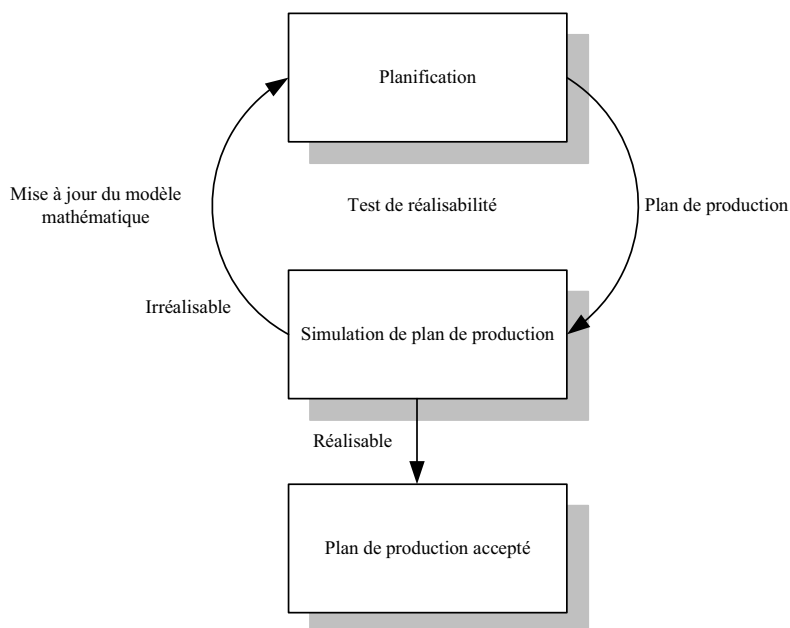 Planification
Mise à jour du modèle
mathématique
Test de réalisabilité
Plan de production
Irréalisable
Simulation de plan de production
Réalisable
Plan de production accepté